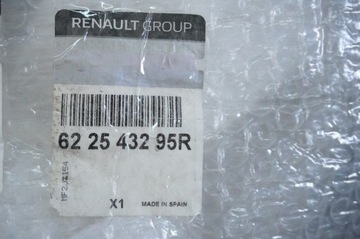 RENAULT GROUP
62 25 432 95R
X1 MADE IN SPAIN